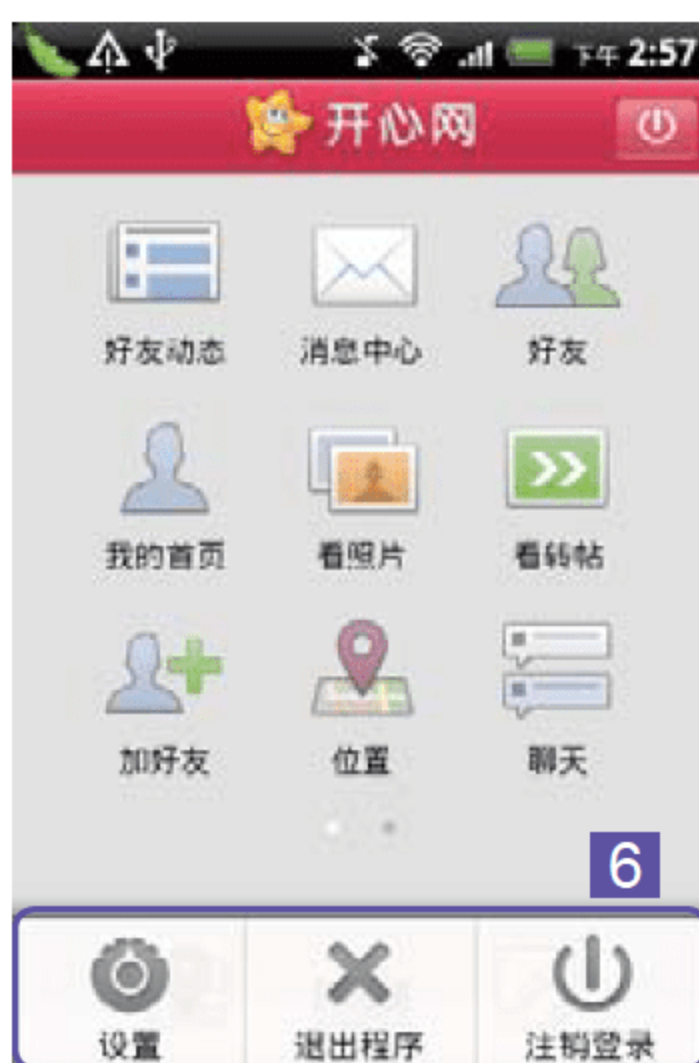 下午 2:57
开心网
好友动态 消息中心 好友
我的首页 看照片 看转帖
加好友 位置 聊天
6
设置 退出程序 注销登录